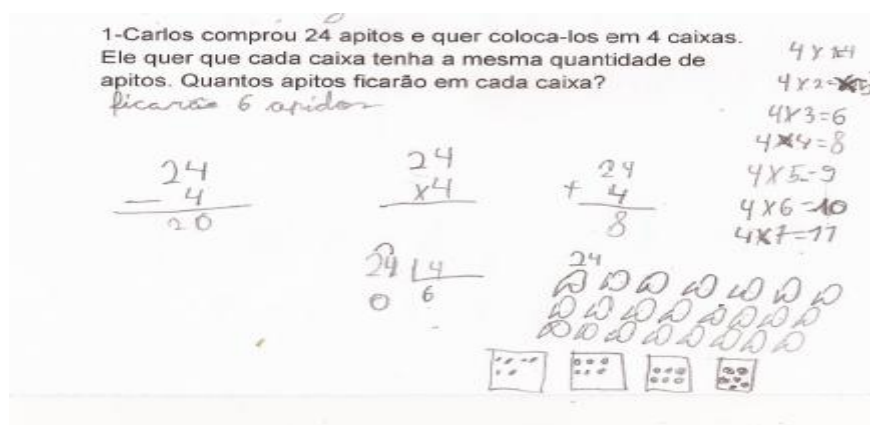 1-Carlos comprou 24 apitos e quer coloca-los em 4 caixas.
Ele quer que cada caixa tenha a mesma quantidade de
apitos. Quantos apitos ficarão em cada caixa?
ficarão 6 apidos
24
— 4
20
24
x4
24
+ 4
8
24 4
0 6
24
4 x 2=
4x3=6
4x4=8
4x5=9
4x6=10
4x7=11